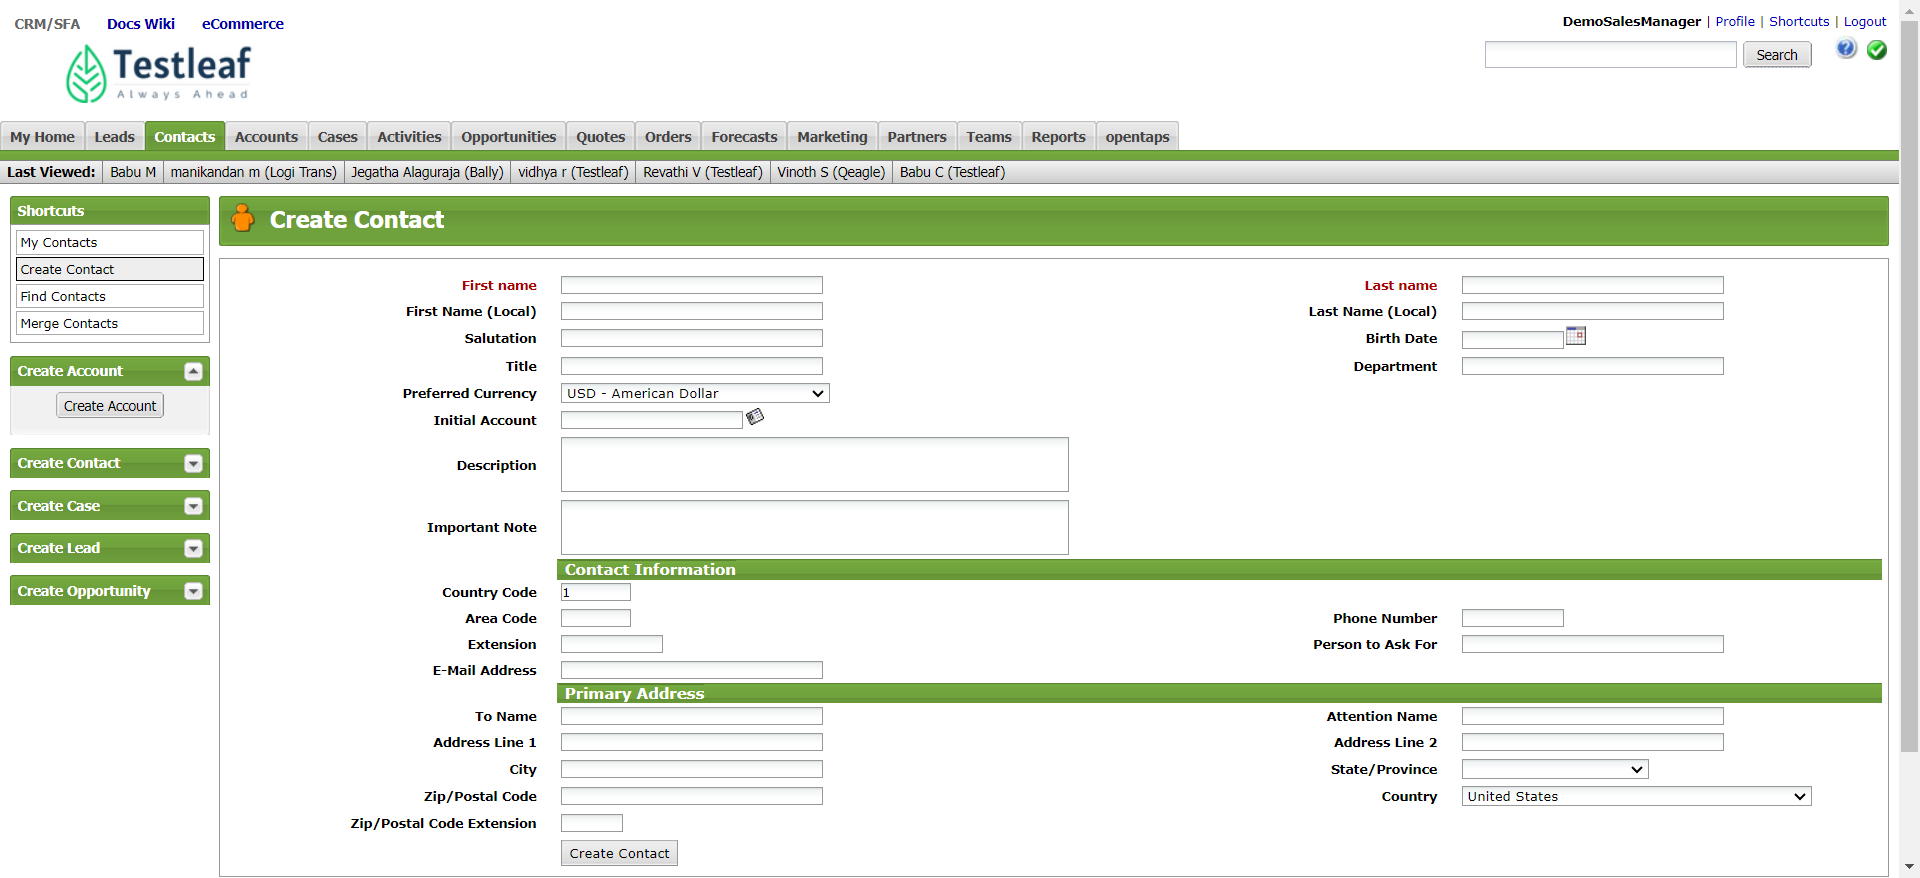 CRM/SFA Docs Wiki eCommerce
DemoSalesManager | Profile | Shortcuts | Logout
Testleaf
Always Ahead
Search
My Home Leads Contacts Accounts Cases Activities Opportunities Quotes Orders Forecasts Marketing Partners Teams Reports opentaps
Last Viewed: Babu M manikandan m (Logi Trans) Jegatha Alaguraja (Bally) vidhya r (Testleaf) Revathi V (Testleaf) Vinoth S (Qeagle) Babu C (Testleaf)
Shortcuts
My Contacts
Create Contact
Find Contacts
Merge Contacts
Create Account
Create Account
Create Contact
Create Case
Create Lead
Create Opportunity
Create Contact
First name Last name
First Name (Local) Last Name (Local)
Salutation Birth Date
Title Department
Preferred Currency USD - American Dollar
Initial Account
Description
Important Note
Contact Information
Country Code 1
Area Code Phone Number
Extension Person to Ask For
E-Mail Address
Primary Address
To Name Attention Name
Address Line 1 Address Line 2
City State/Province
Zip/Postal Code Country United States
Zip/Postal Code Extension
Create Contact